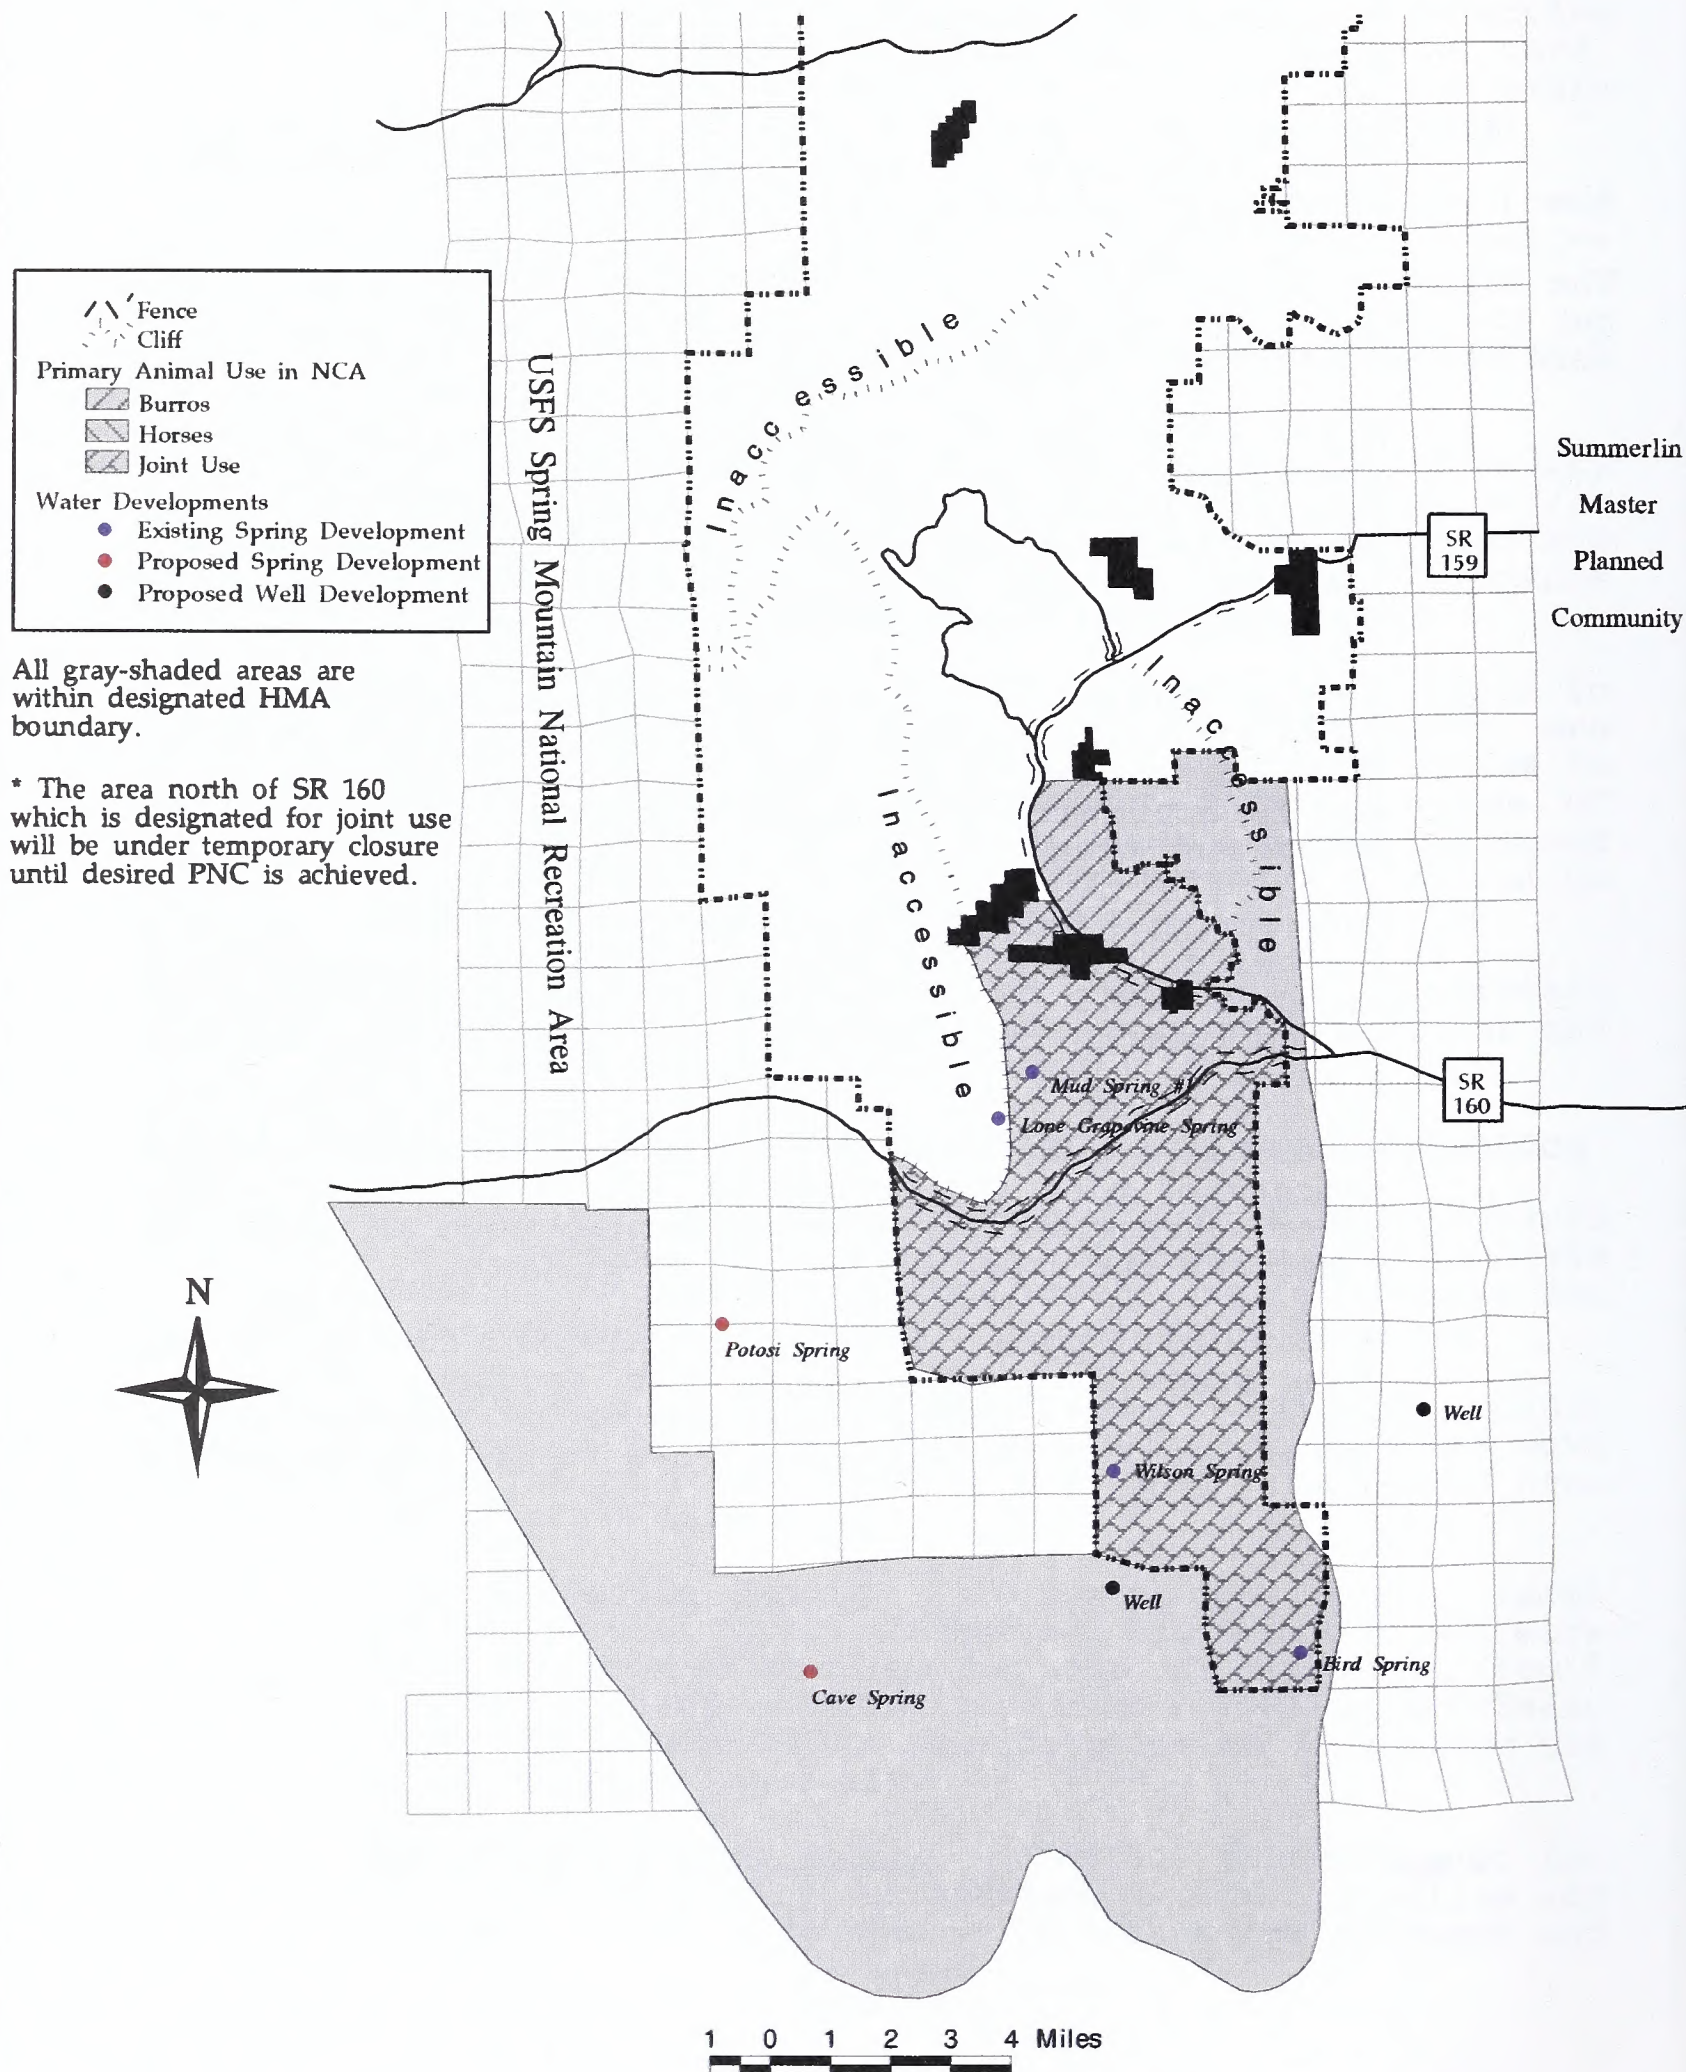 Fence
Cliff
Primary Animal Use in NCA
Burros
Horses
Joint Use
Water Developments
Existing Spring Development
Proposed Spring Development
Proposed Well Development
All gray-shaded areas are
within designated HMA
boundary.
* The area north of SR 160
which is designated for joint use
will be under temporary closure
until desired PNC is achieved.
USFS Spring Mountain National Recreation Area
Inaccessible
Inaccessible
Inaccessible
Summerlin
Master
Planned
Community
SR
159
SR
160
Mud Spring #1
Lone Grapevine Spring
Potosi Spring
Well
Wilson Spring
Well
Bird Spring
Cave Spring
N
1 0 1 2 3 4 Miles